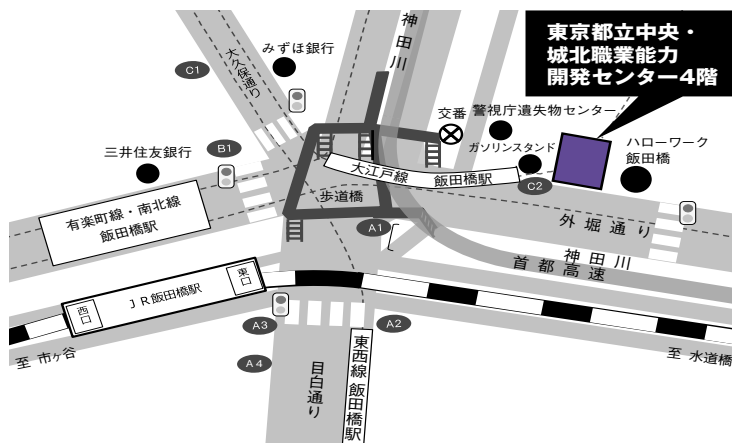 東京都立中央・
城北職業能力
開発センター4階
みずほ銀行
大久保通り
C1
神田川
交番
警視庁遺失物センター
ガソリンスタンド
ハローワーク
飯田橋
三井住友銀行
B1
大江戸線 飯田橋駅
C2
歩道橋
有楽町線・南北線
飯田橋駅
A1
外堀通り
神田川
首都高速
東口
JR飯田橋駅
西口
A3
A2
A4
至 市ヶ谷
至 水道橋
目白通り
東西線 飯田橋駅